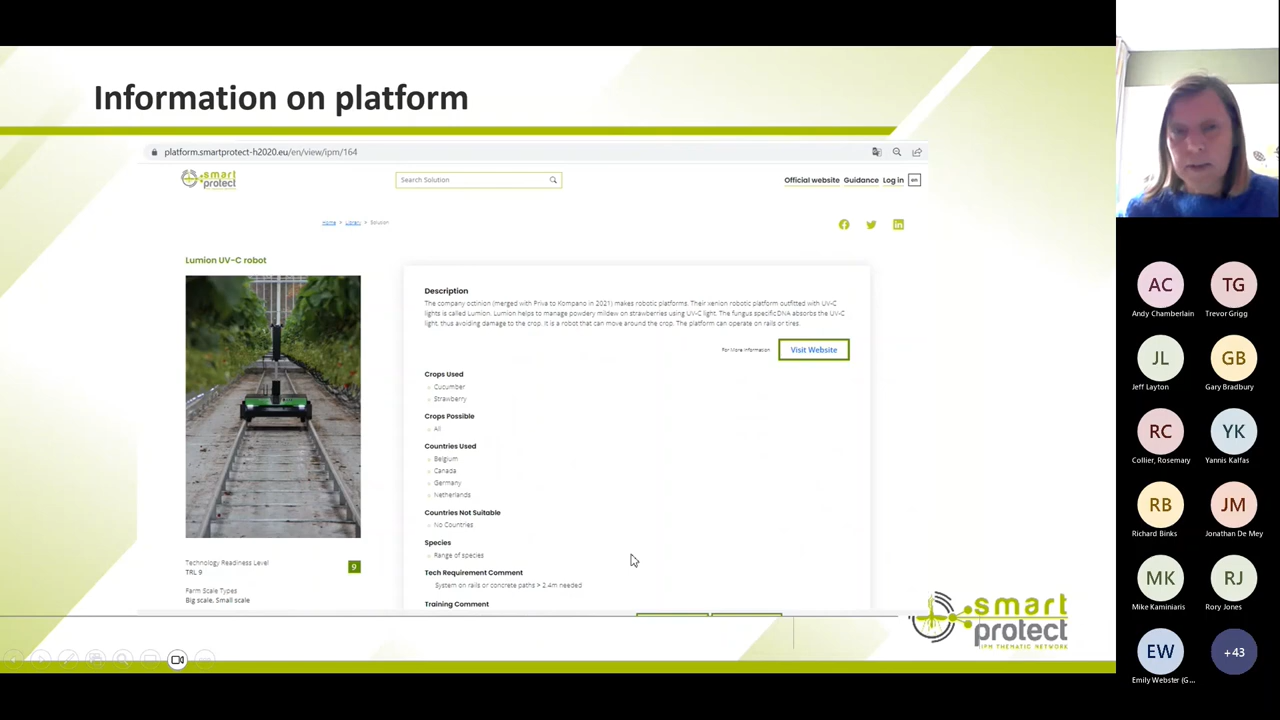 Information on platform
platform.smartprotect-h2020.eu/en/view/ipm/164
smart
protect
Search Solution
Official website
Guidance
Log in
en
Home > Library > Solution
Lumion UV-C robot
Description
The company octinion (merged with Priva to Kompano in 2021) makes robotic platforms. Their xenion robotic platform outfitted with UV-C
lights is called Lumion. Lumion helps to manage powdery mildew on strawberries using UV-C light. The fungus specific DNA absorbs the UV-C
light, thus avoiding damage to the crop. It is a robot that can move around the crop. The platform can operate on rails or tires.
For More Information
Visit Website
Crops Used
Cucumber
Strawberry
Crops Possible
All
Countries Used
Belgium
Canada
Germany
Netherlands
Countries Not Suitable
No Countries
Species
Range of species
Tech Requirement Comment
System on rails or concrete paths > 2.4m needed
Training Comment
Technology Readiness Level
TRL 9
9
Farm Scale Types
Big scale, Small scale
smart
protect
IPM THEMATIC NETWORK
AC
Andy Chamberlain
TG
Trevor Grigg
JL
Jeff Layton
GB
Gary Bradbury
RC
Collier, Rosemary
YK
Yannis Kalfas
RB
Richard Binks
JM
Jonathan De Mey
MK
Mike Kaminiaris
RJ
Rory Jones
EW
Emily Webster (G...
+43